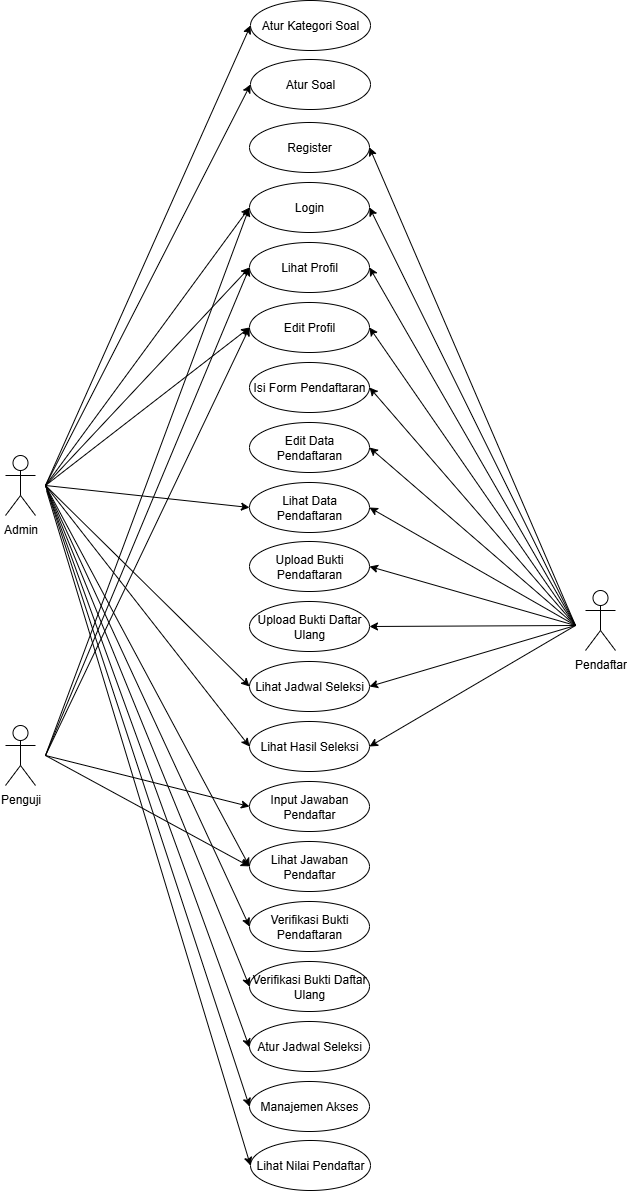 Atur Kategori Soal
Atur Soal
Register
Login
Lihat Profil
Edit Profil
Isi Form Pendaftaran
Edit Data
Pendaftaran
Lihat Data
Pendaftaran
Admin
Upload Bukti
Pendaftaran
Upload Bukti Daftar
Ulang
Pendaftar
Lihat Jadwal Seleksi
Lihat Hasil Seleksi
Penguji
Input Jawaban
Pendaftar
Lihat Jawaban
Pendaftar
Verifikasi Bukti
Pendaftaran
Verifikasi Bukti Daftar
Ulang
Atur Jadwal Seleksi
Manajemen Akses
Lihat Nilai Pendaftar